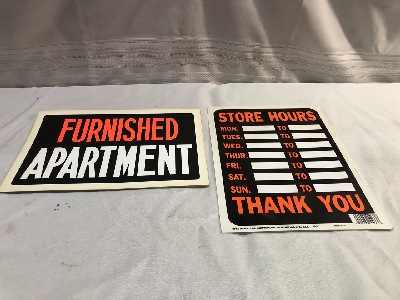 FURNISHED
APARTMENT
STORE HOURS
MON. TO
TUES. TO
WED. TO
THUR. TO
FRI. TO
SAT. TO
SUN. TO
THANK YOU